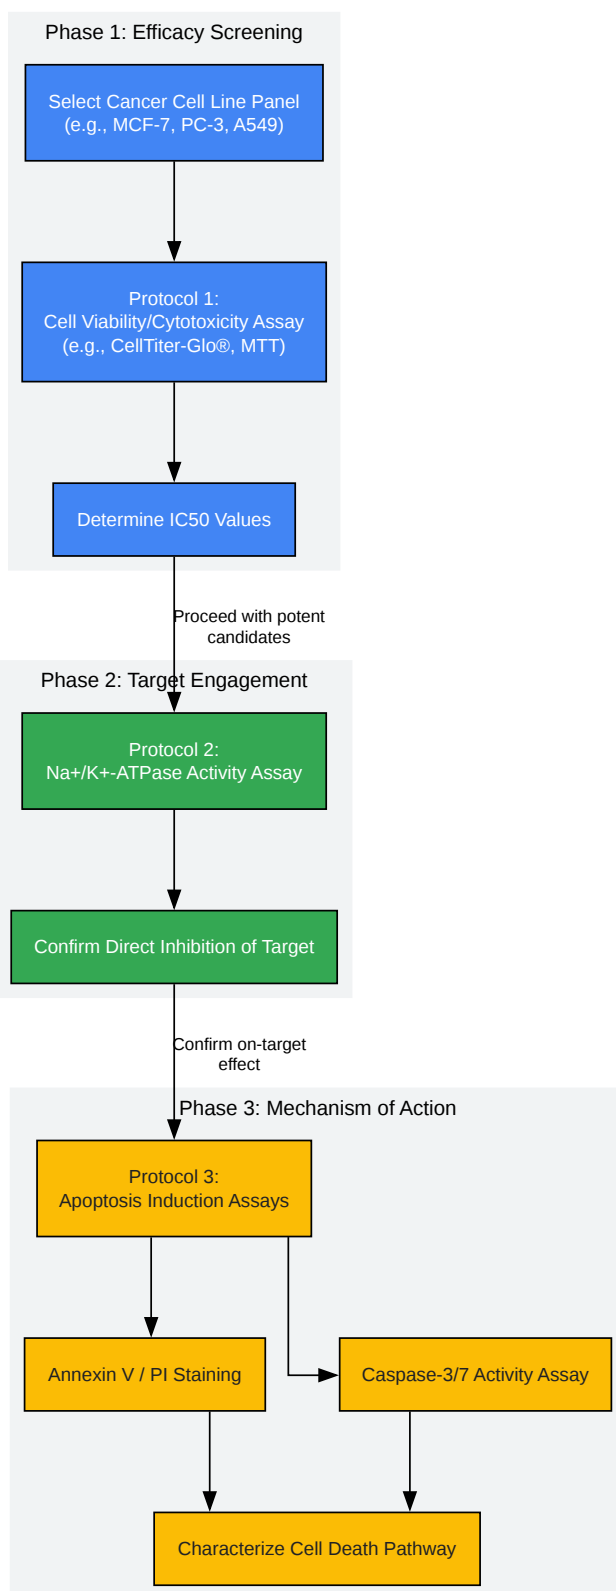 Phase 1: Efficacy Screening
Select Cancer Cell Line Panel
(e.g., MCF-7, PC-3, A549)
Protocol 1:
Cell Viability/Cytotoxicity Assay
(e.g., CellTiter-Glo®, MTT)
Determine IC50 Values
Proceed with potent
candidates
Phase 2: Target Engagement
Protocol 2:
Na+/K+-ATPase Activity Assay
Confirm Direct Inhibition of Target
Confirm on-target
effect
Phase 3: Mechanism of Action
Protocol 3:
Apoptosis Induction Assays
Annexin V / PI Staining
Caspase-3/7 Activity Assay
Characterize Cell Death Pathway